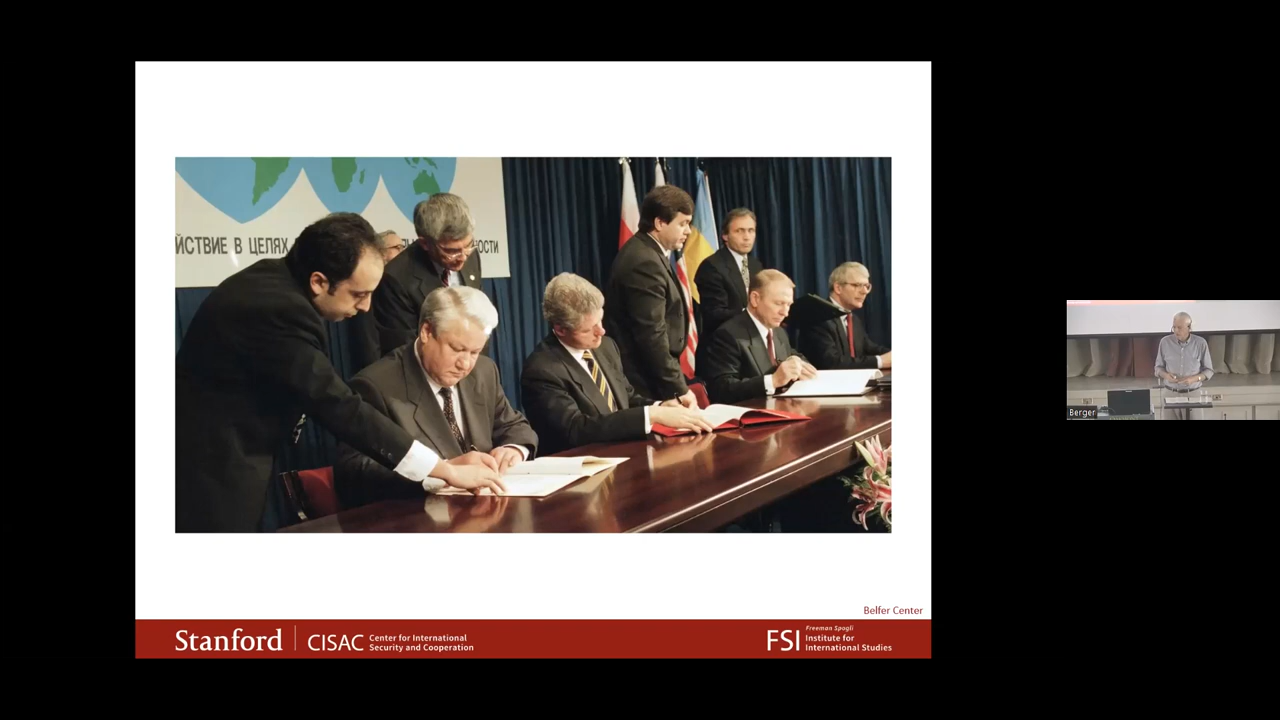 ЙСТВИЕ В ЦЕЛЯХ
НОСТИ
Berger
Belfer Center
Stanford
CISAC
Center for International
Security and Cooperation
FSI
Freeman Spogli
Institute for
International Studies